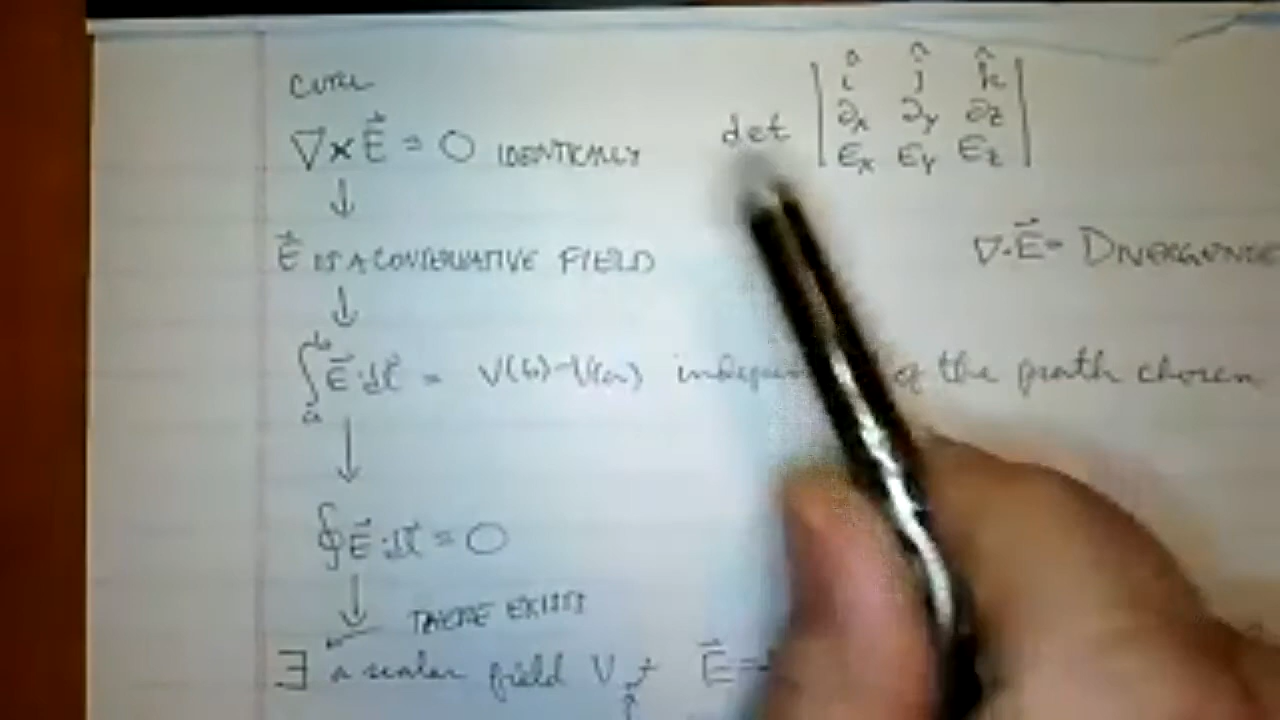 CURL
∇×E⃗ = 0 IDENTICALLY
det | î ĵ k̂ |
| ∂x ∂y ∂z |
| Ex Ey Ez |
↓
E⃗ IS A CONSERVATIVE FIELD
∇·E⃗ = DIVERGENCE
↓
∫ₐᵇ E⃗·dl⃗ = V(b)-V(a) of the path chosen
↓
∮ E⃗·dl⃗ = 0
↓
THERE EXISTS
∃ a scalar field V E⃗ =